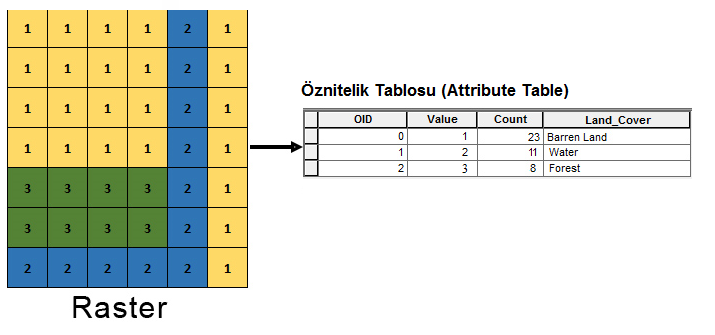 1 1 1 1 2 1
1 1 1 1 2 1
1 1 1 1 2 1
1 1 1 1 2 1
3 3 3 3 2 1
3 3 3 3 2 1
2 2 2 2 2 1
Raster
Öznitelik Tablosu (Attribute Table)
OID Value Count Land_Cover
0 1 23 Barren Land
1 2 11 Water
2 3 8 Forest